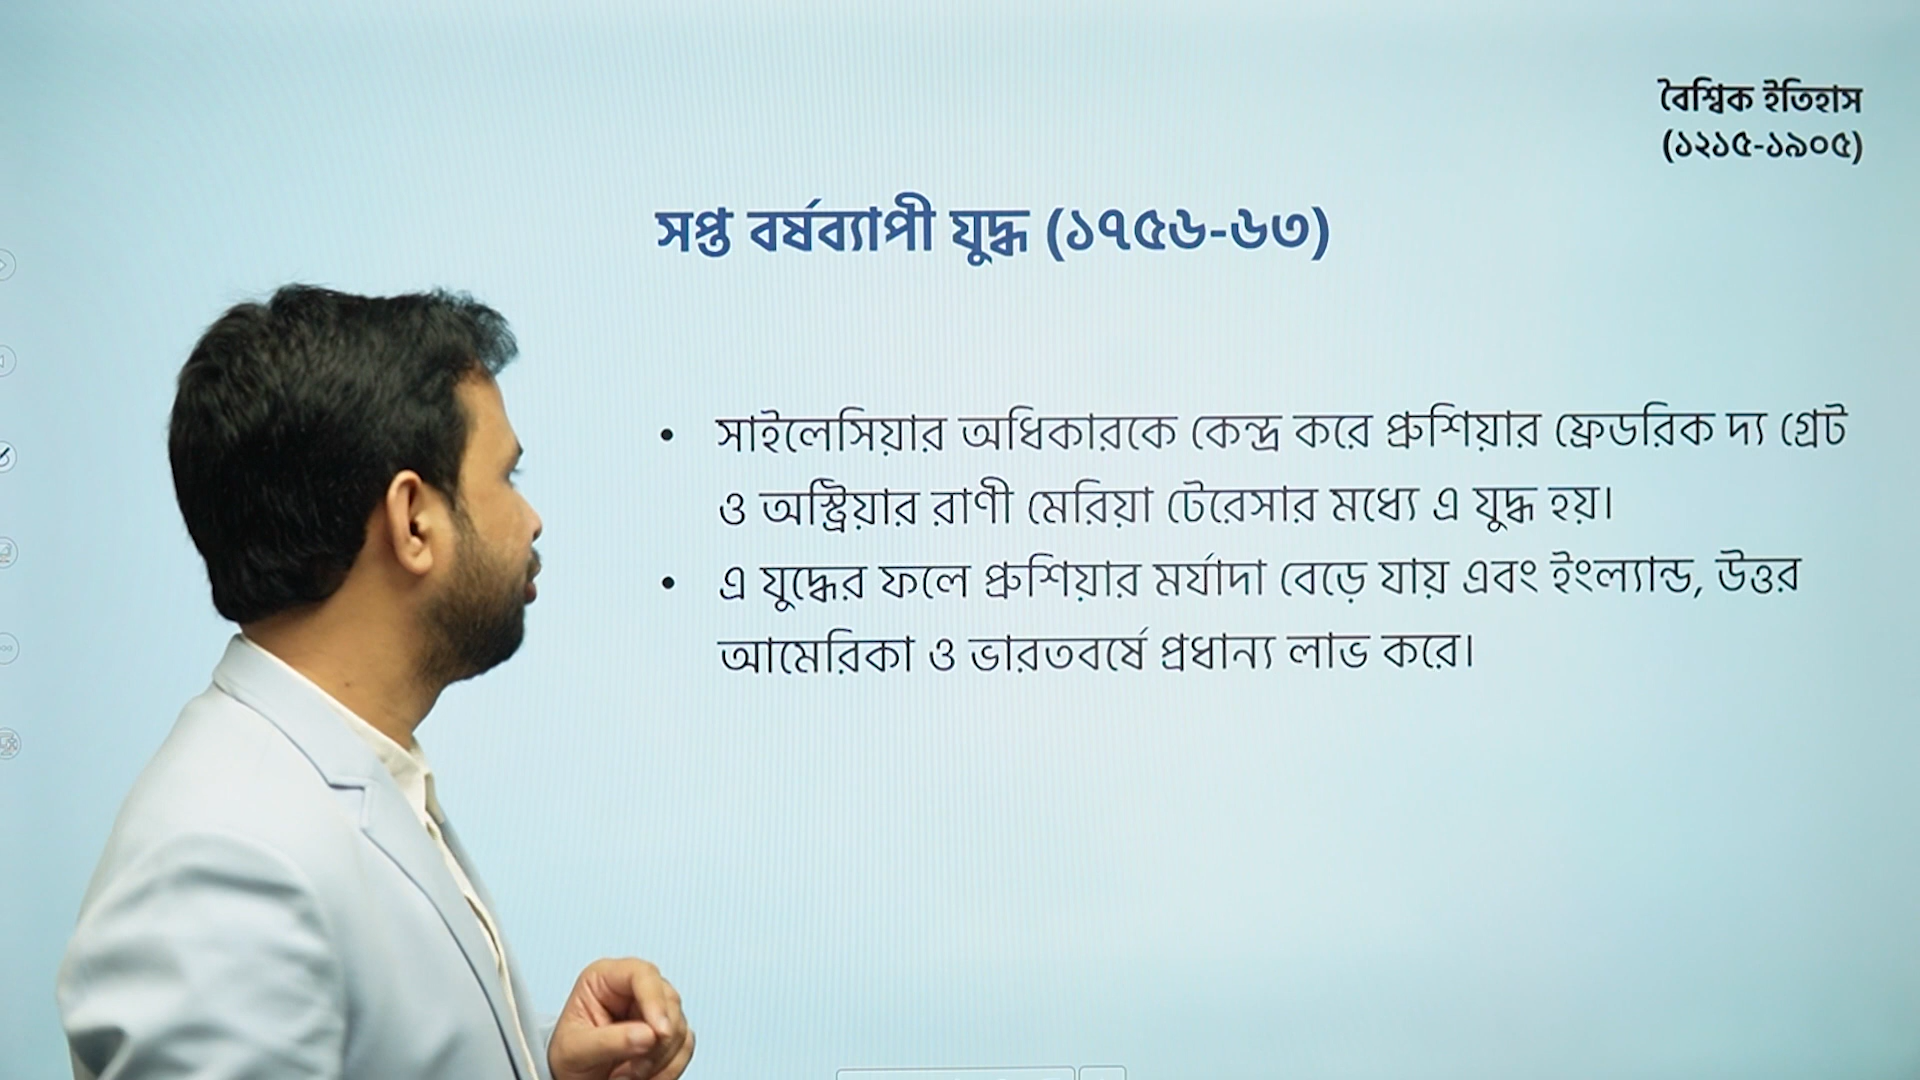 বৈশ্বিক ইতিহাস
(১২১৫-১৯০৫)
সপ্ত বর্ষব্যাপী যুদ্ধ (১৭৫৬-৬৩)
• সাইলেসিয়ার অধিকারকে কেন্দ্র করে প্রুশিয়ার ফ্রেডরিক দ্য গ্রেট
ও অস্ট্রিয়ার রাণী মেরিয়া টেরেসার মধ্যে এ যুদ্ধ হয়।
• এ যুদ্ধের ফলে প্রুশিয়ার মর্যাদা বেড়ে যায় এবং ইংল্যান্ড, উত্তর
আমেরিকা ও ভারতবর্ষে প্রধান্য লাভ করে।